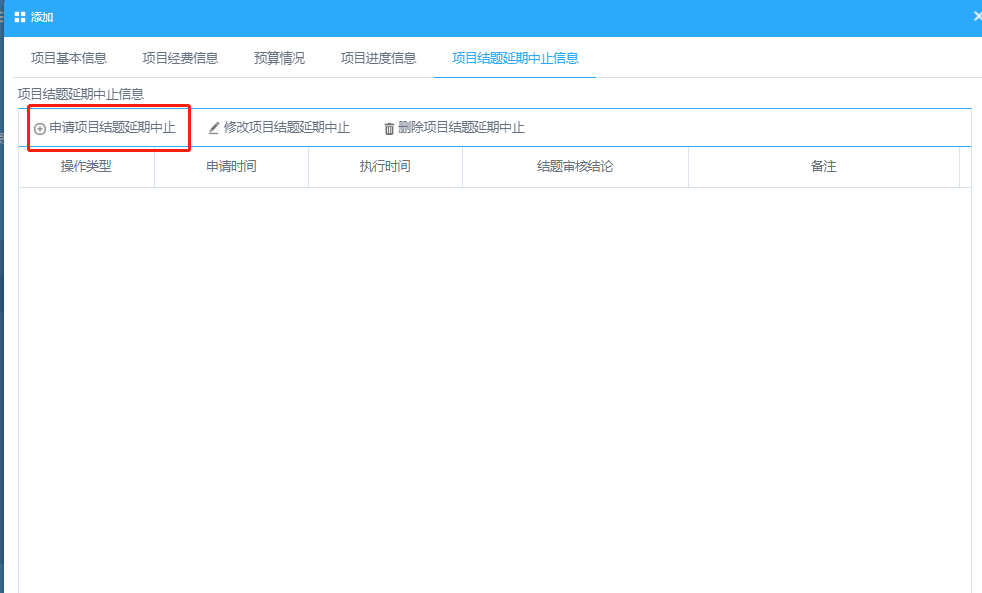 添加
项目基本信息 项目经费信息 预算情况 项目进度信息 项目结题延期中止信息
项目结题延期中止信息
申请项目结题延期中止 修改项目结题延期中止 删除项目结题延期中止
操作类型 申请时间 执行时间 结题审核结论 备注